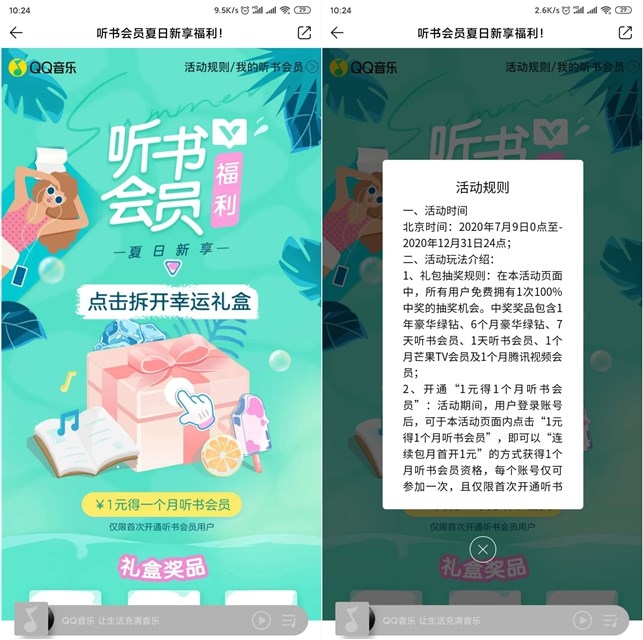 10:24
9.5K/s
29
听书会员夏日新享福利！
QQ音乐
活动规则/我的听书会员
Summer
听书
会员
福利
夏日新享
点击拆开幸运礼盒
￥1元得一个月听书会员
仅限首次开通听书会员用户
礼盒奖品
QQ音乐 让生活充满音乐
10:24
2.6K/s
29
听书会员夏日新享福利！
QQ音乐
活动规则/我的听书会员
听书
活动规则
一、活动时间
北京时间：2020年7月9日0点至-
2020年12月31日24点；
二、活动玩法介绍：
1、礼包抽奖规则：在本活动页面
中，所有用户免费拥有1次100%
中奖的抽奖机会。中奖奖品包含1
年豪华绿钻、6个月豪华绿钻、7
天听书会员、1天听书会员、1个
月芒果TV会员及1个月腾讯视频会
员；
2、开通“1元得1个月听书会
员”：活动期间，用户登录账号
后，可于本活动页面内点击“1元
得1个月听书会员”，即可以“连
续包月首开1元”的方式获得1个
月听书会员资格，每个账号仅可
参加一次，且仅限首次开通听书
仅限首次开通听书会员用户
礼盒奖品
QQ音乐 让生活充满音乐